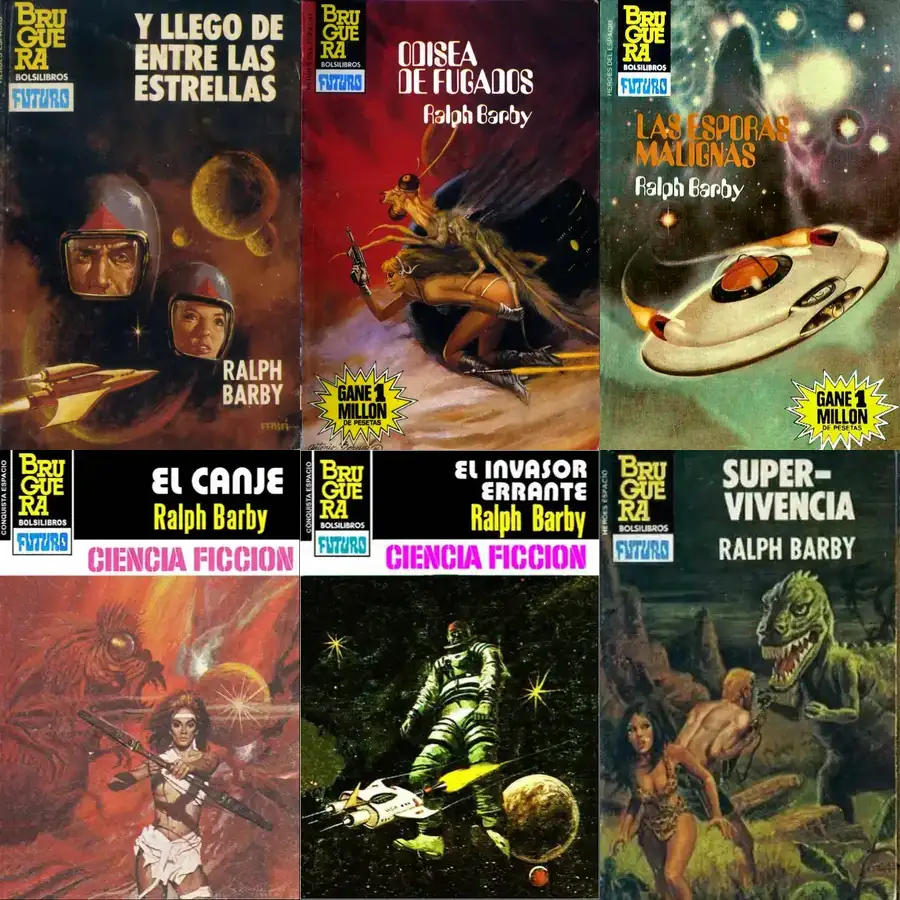 BRU
GUE
RA
BOLSILIBROS
FUTURO
Y LLEGO DE
ENTRE LAS
ESTRELLAS
RALPH
BARBY
BRU
GUE
RA
BOLSILIBROS
FUTURO
ODISEA
DE FUGADOS
Ralph Barby
GANE 1
MILLON
DE PESETAS
HEROES DEL ESPACIO
BRU
GUE
RA
BOLSILIBROS
FUTURO
LAS ESPORAS
MALIGNAS
Ralph Barby
GANE 1
MILLON
DE PESETAS
CONQUISTA ESPACIO
BRU
GUE
RA
BOLSILIBROS
FUTURO
EL CANJE
Ralph Barby
CIENCIA FICCION
CONQUISTA ESPACIO
BRU
GUE
RA
BOLSILIBROS
FUTURO
EL INVASOR
ERRANTE
Ralph Barby
CIENCIA FICCION
HEROES ESPACIO
BRU
GUE
RA
BOLSILIBROS
FUTURO
SUPER-
VIVENCIA
RALPH BARBY